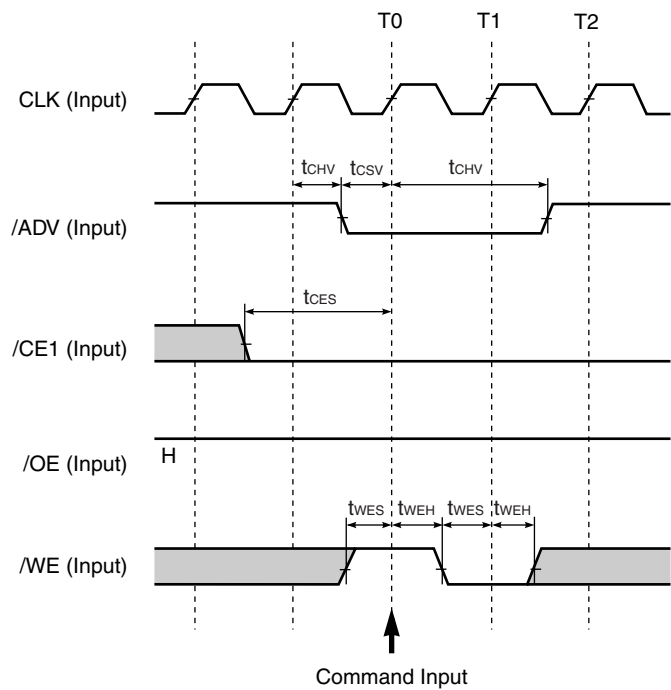 T0 T1 T2
CLK (Input)
tCHV tCSV tCHV
/ADV (Input)
tCES
/CE1 (Input)
/OE (Input) H
tWES tWEH tWES tWEH
/WE (Input)
Command Input